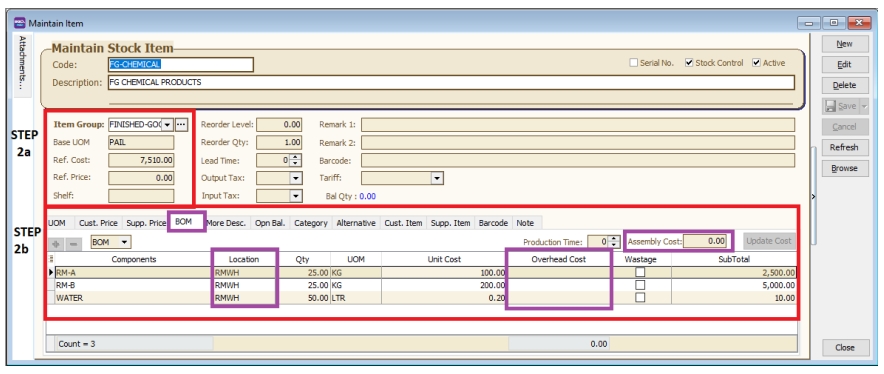 Maintain Item
Attachments...
Maintain Stock Item
Code: FG-CHEMICAL
Serial No. Stock Control Active
Description: FG CHEMICAL PRODUCTS
New
Edit
Delete
Save
Cancel
Refresh
Browse
STEP 2a
Item Group: FINISHED-GOO
Base UOM PAIL
Ref. Cost: 7,510.00
Ref. Price: 0.00
Shelf:
Reorder Level: 0.00
Reorder Qty: 1.00
Lead Time: 0
Output Tax:
Input Tax:
Remark 1:
Remark 2:
Barcode:
Tariff:
Bal Qty : 0.00
STEP 2b
UOM Cust. Price Supp. Price BOM More Desc. Opn Bal. Category Alternative Cust. Item Supp. Item Barcode Note
BOM
Production Time: 0 Assembly Cost: 0.00 Update Cost
Components Location Qty UOM Unit Cost Overhead Cost Wastage SubTotal
RM-A RMWH 25.00 KG 100.00 2,500.00
RM-B RMWH 25.00 KG 200.00 5,000.00
WATER RMWH 50.00 LTR 0.20 10.00
Count = 3 0.00
Close